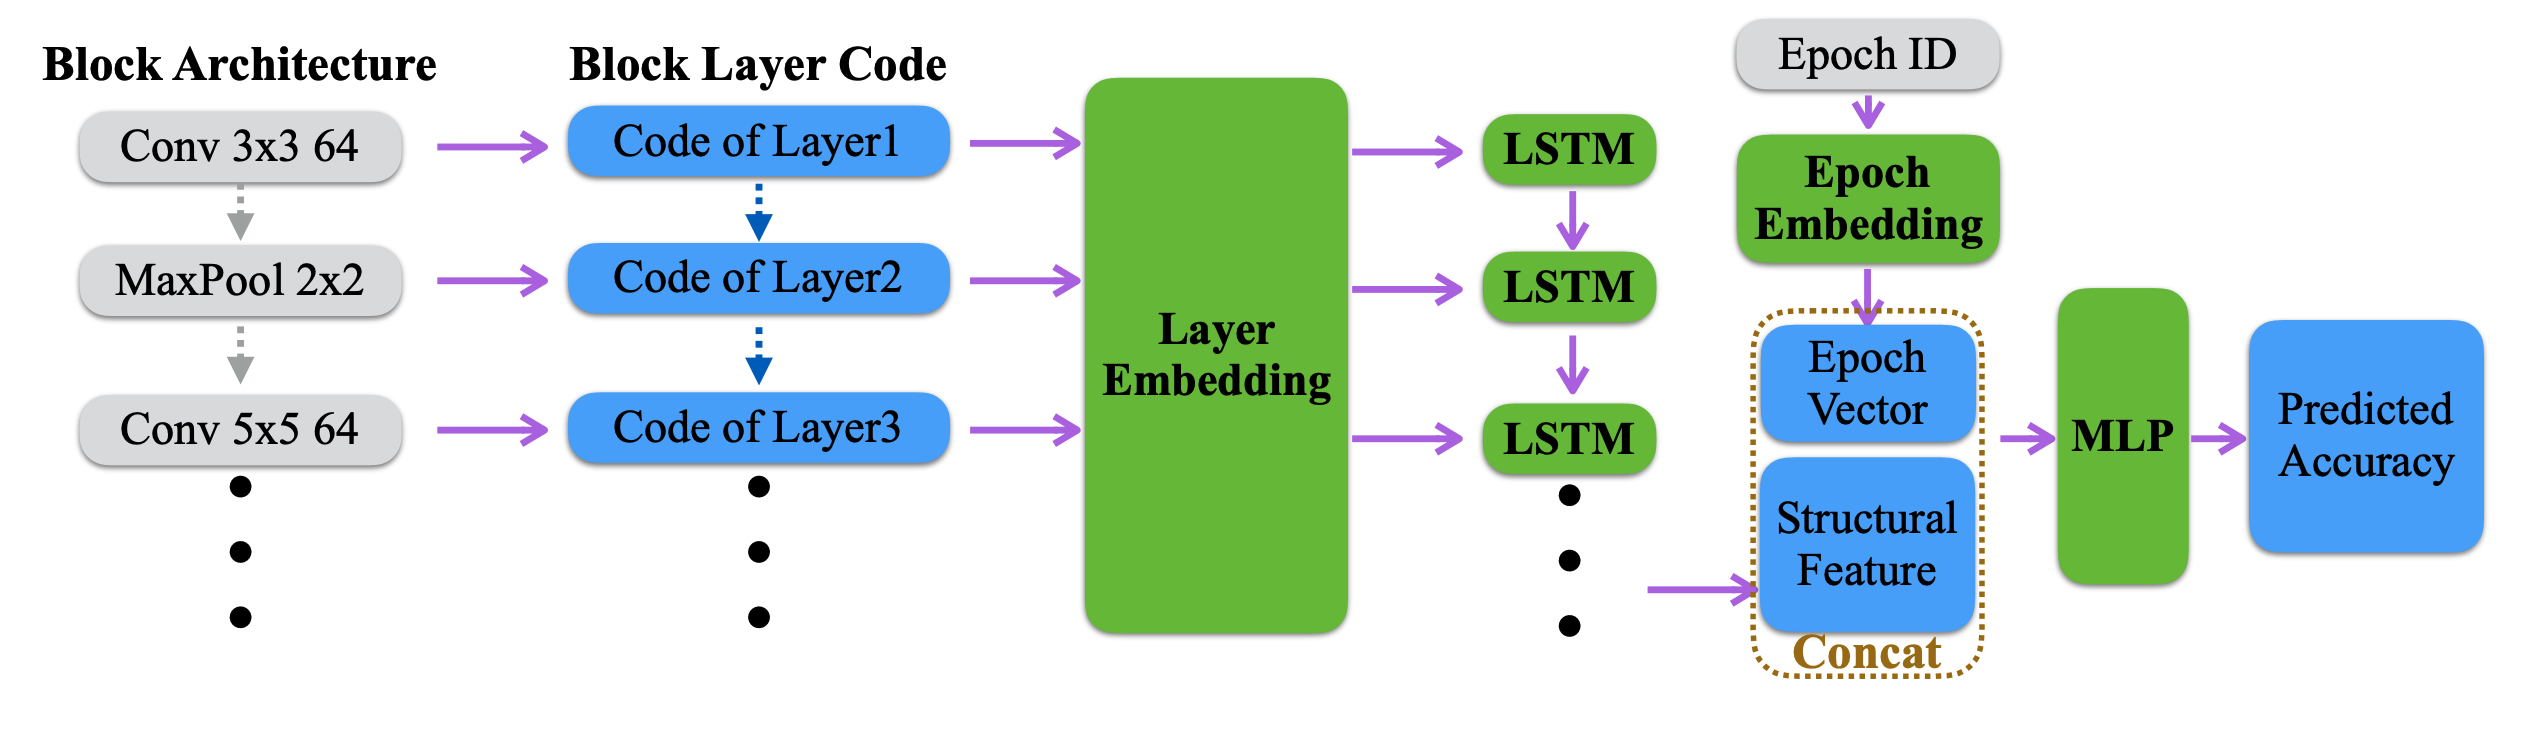 Block Architecture
Conv 3x3 64
MaxPool 2x2
Conv 5x5 64
Block Layer Code
Code of Layer1
Code of Layer2
Code of Layer3
Layer
Embedding
LSTM
LSTM
LSTM
Epoch ID
Epoch
Embedding
Epoch
Vector
Structural
Feature
Concat
MLP
Predicted
Accuracy